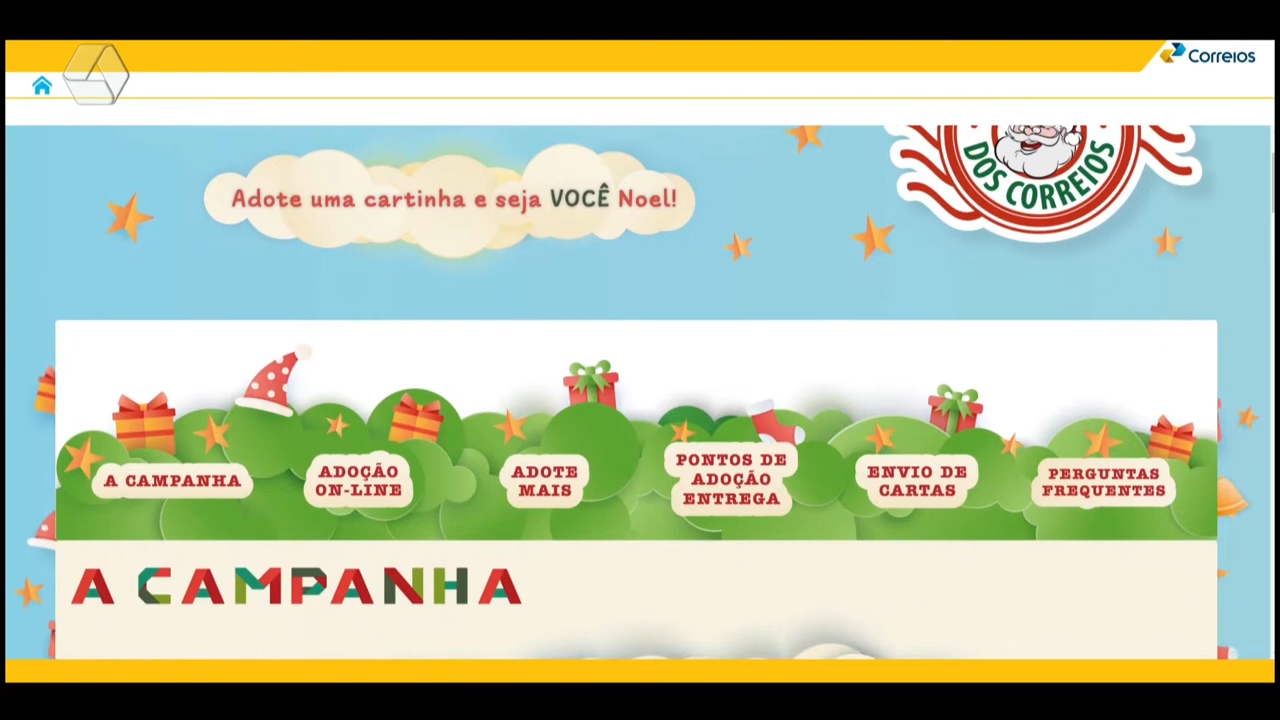 Correios
DOS CORREIOS
Adote uma cartinha e seja VOCÊ Noel!
A CAMPANHA
ADOÇÃO
ON-LINE
ADOTE
MAIS
PONTOS DE
ADOÇÃO
ENTREGA
ENVIO DE
CARTAS
PERGUNTAS
FREQUENTES
A CAMPANHA